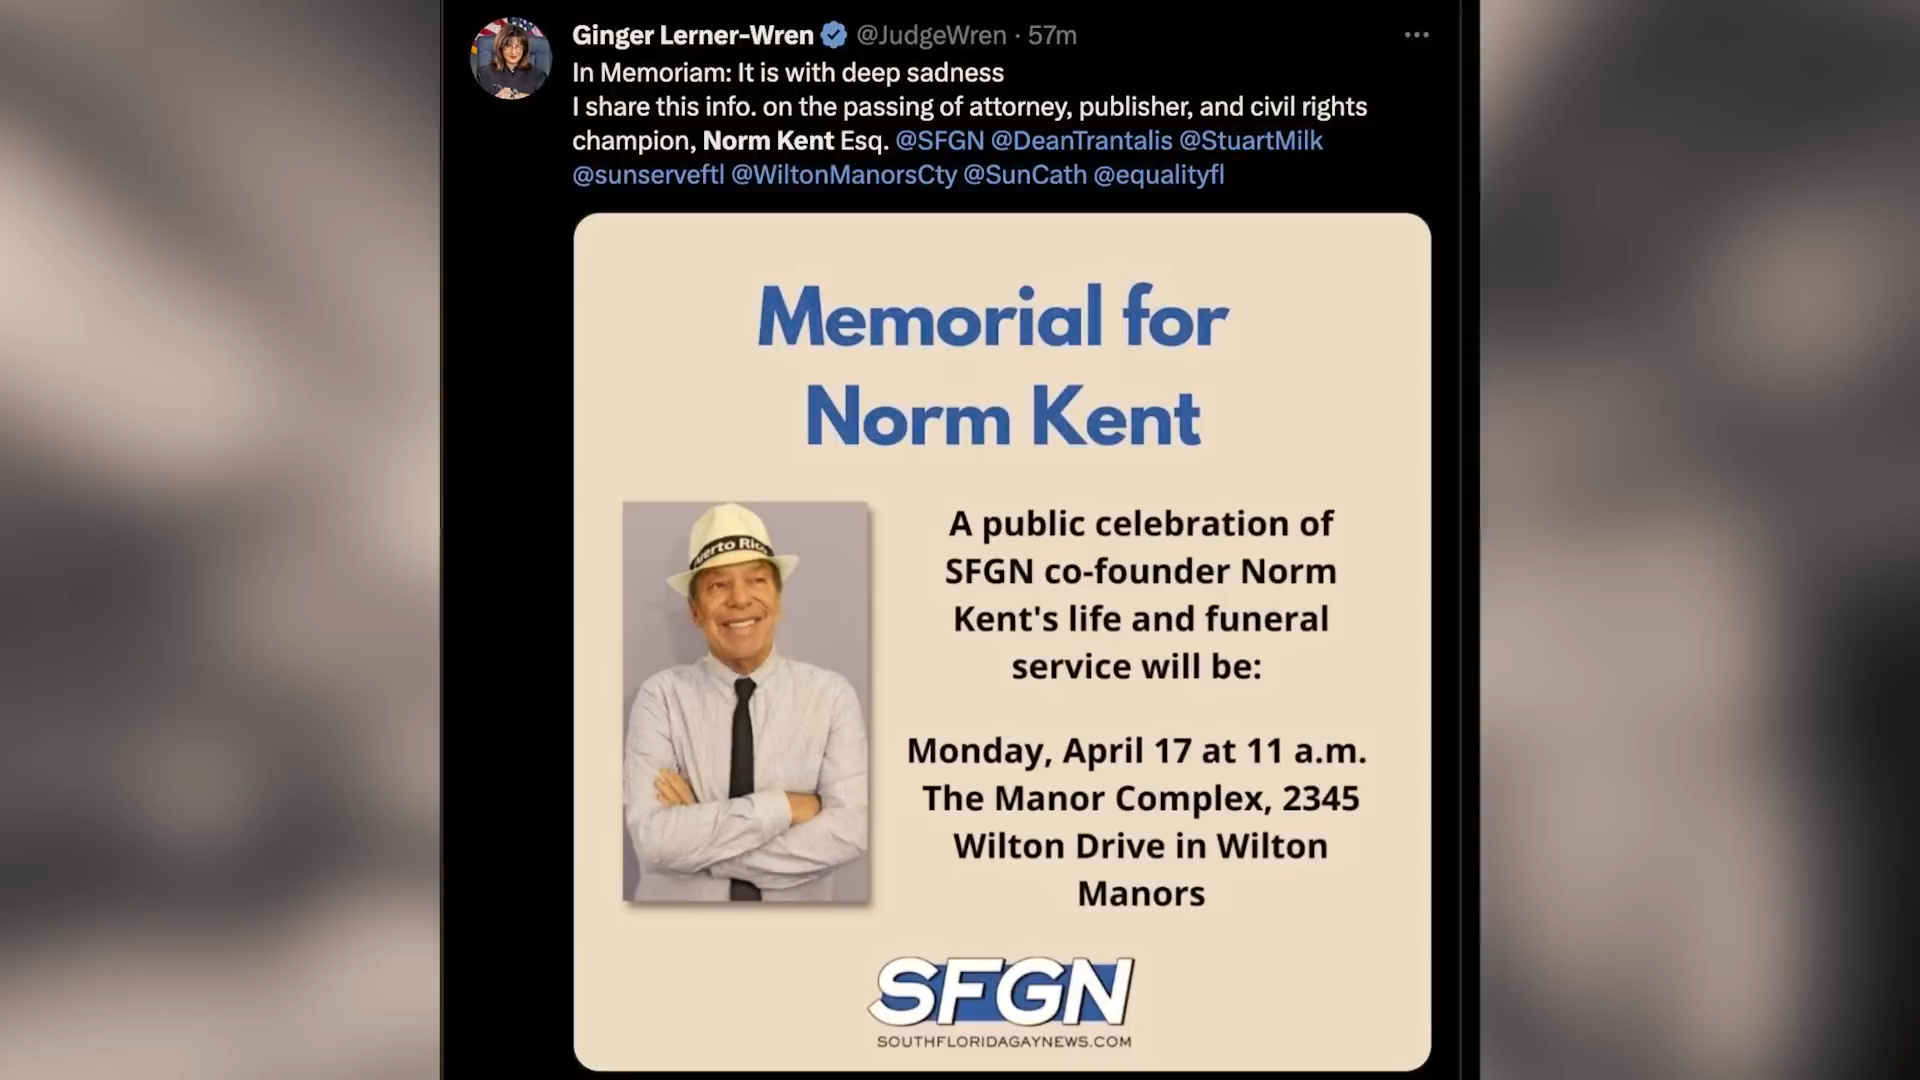 Ginger Lerner-Wren @JudgeWren · 57m
In Memoriam: It is with deep sadness
I share this info. on the passing of attorney, publisher, and civil rights
champion, Norm Kent Esq. @SFGN @DeanTrantalis @StuartMilk
@sunserveftl @WiltonManorsCty @SunCath @equalityfl
Memorial for
Norm Kent
A public celebration of
SFGN co-founder Norm
Kent's life and funeral
service will be:
Monday, April 17 at 11 a.m.
The Manor Complex, 2345
Wilton Drive in Wilton
Manors
SFGN
SOUTHFLORIDAGAYNEWS.COM